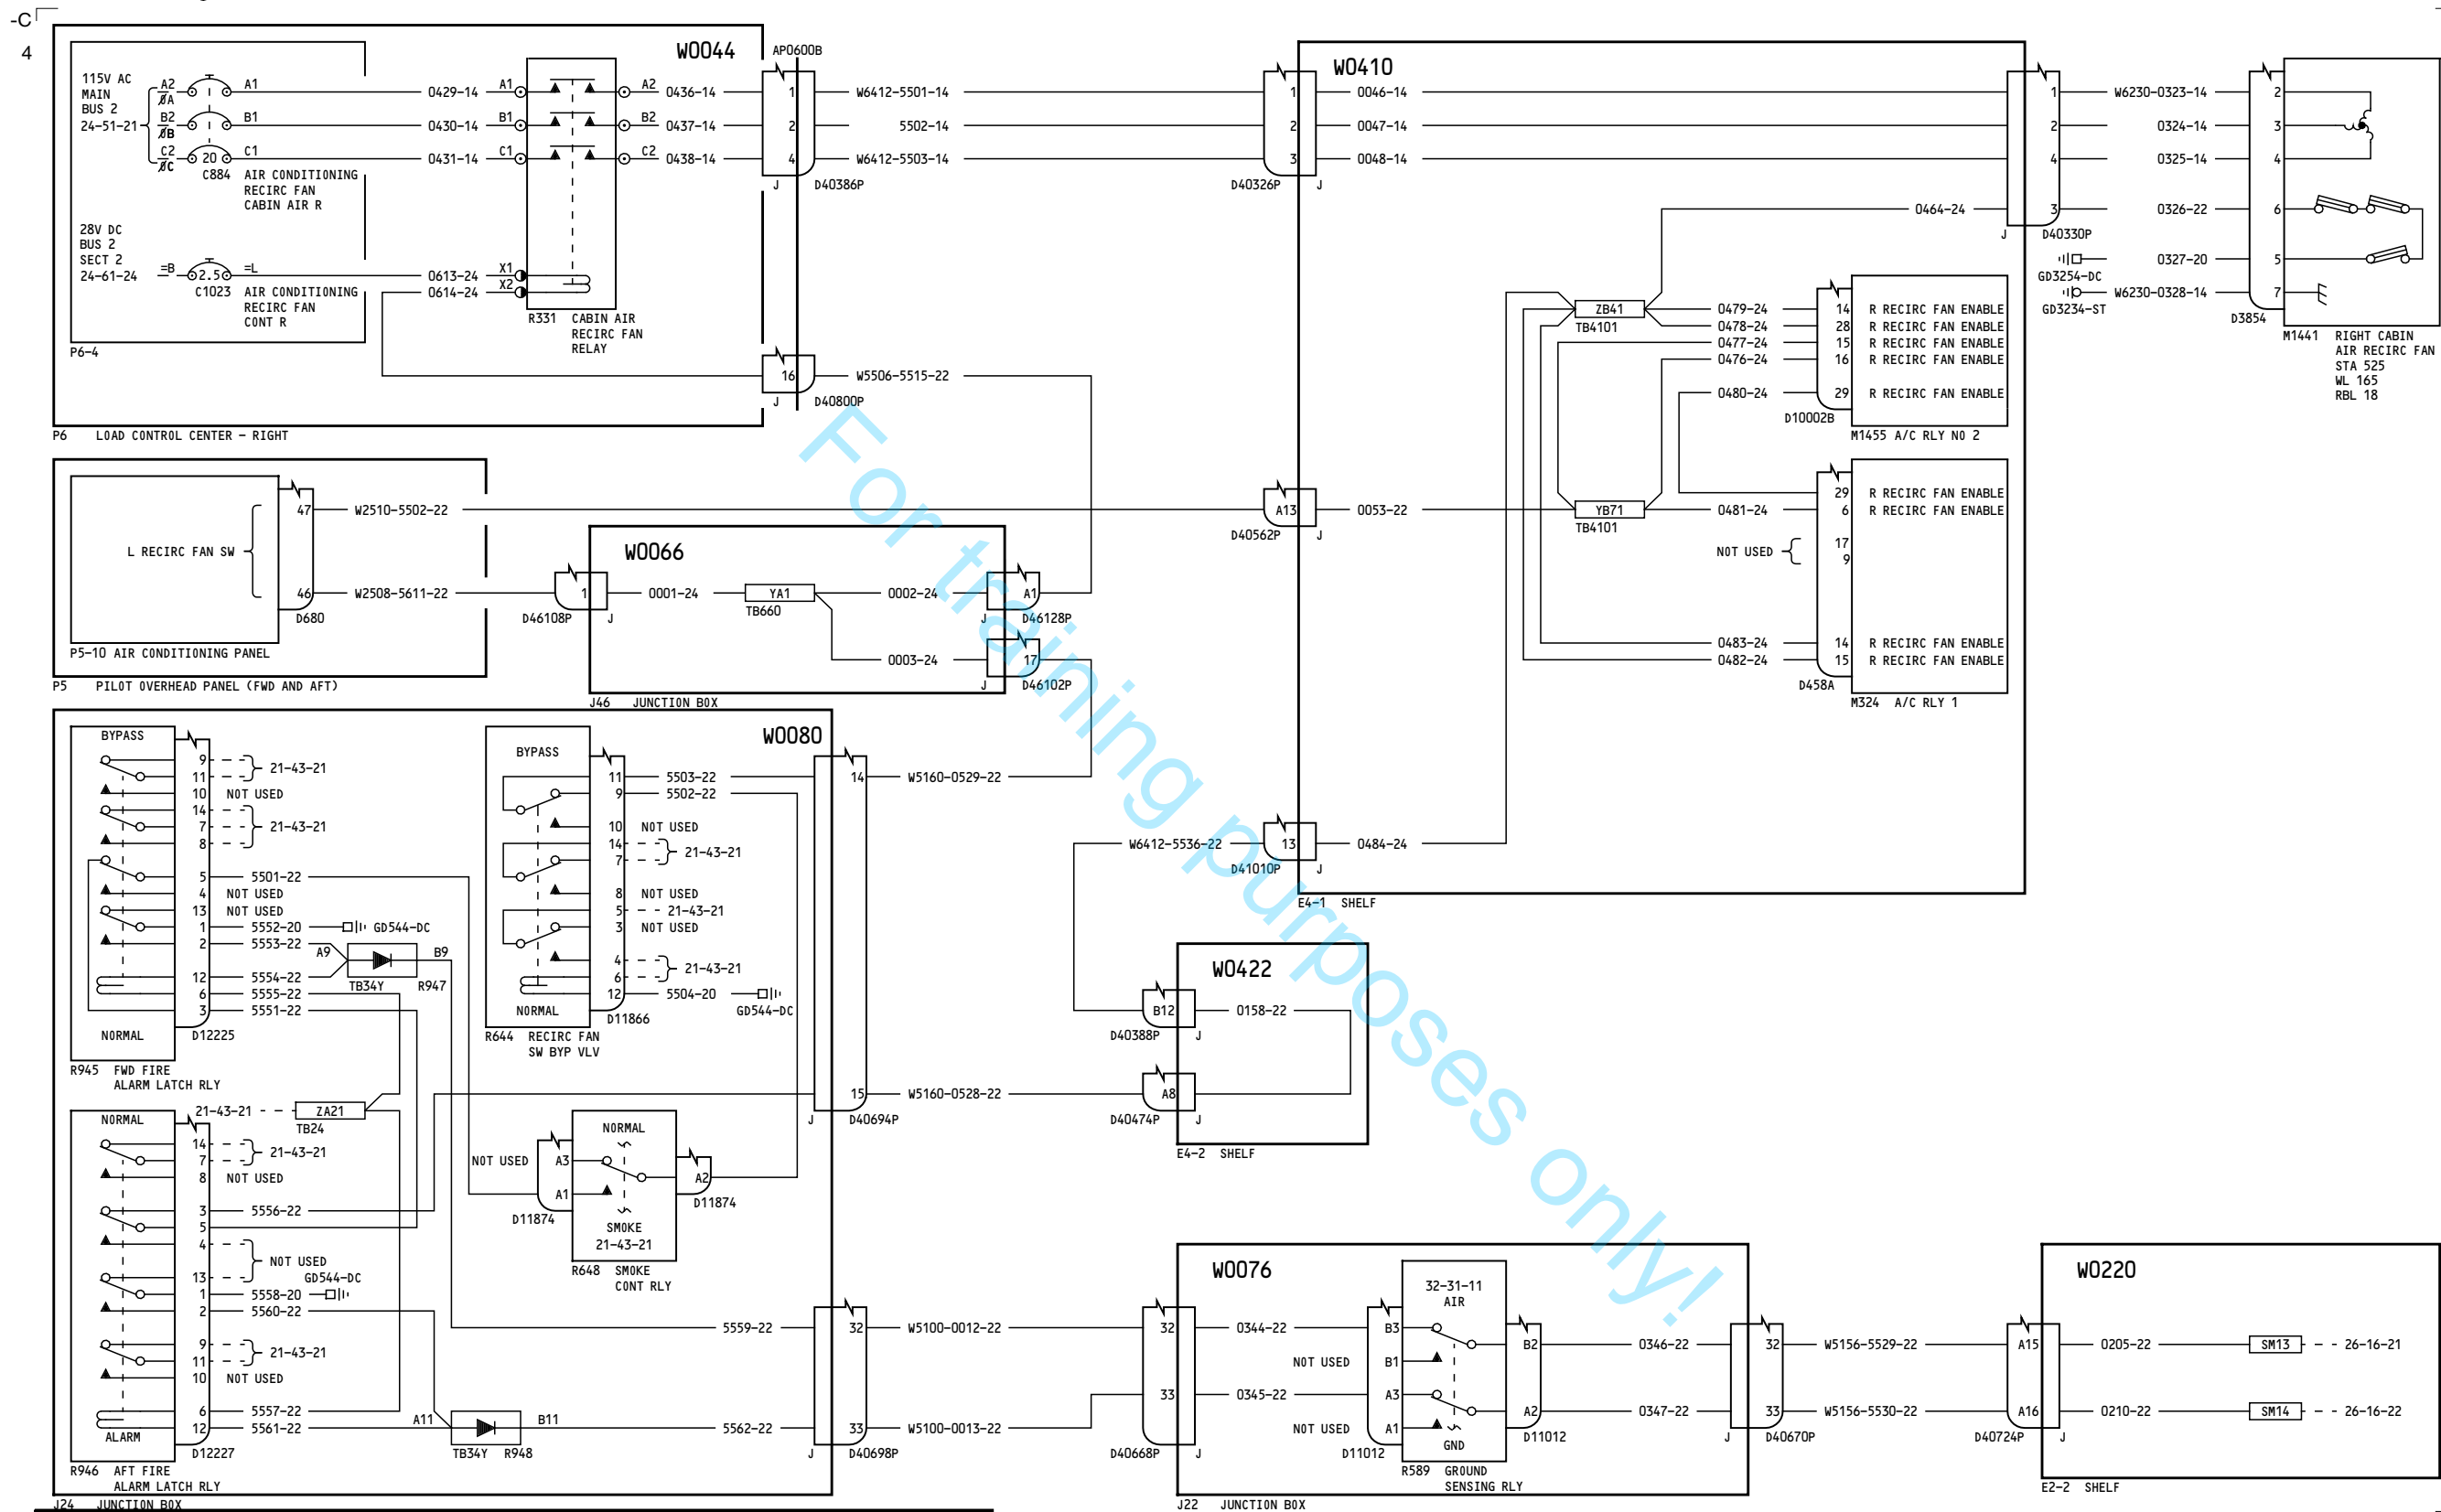 -C
4
W0044
AP0600B
115V AC
MAIN
BUS 2
24-51-21
A2
ØA
B2
ØB
C2
ØC
20
A1
B1
C1
C884 AIR CONDITIONING
RECIRC FAN
CABIN AIR R
28V DC
BUS 2
SECT 2
24-61-24
=B
2.5
=L
C1023 AIR CONDITIONING
RECIRC FAN
CONT R
P6-4
0429-14
0430-14
0431-14
0613-24
0614-24
A1
B1
C1
X1
X2
A2
B2
C2
R331 CABIN AIR
RECIRC FAN
RELAY
0436-14
0437-14
0438-14
1
2
4
J D40386P
16
J D40800P
W6412-5501-14
5502-14
W6412-5503-14
W5506-5515-22
P6 LOAD CONTROL CENTER - RIGHT
W0410
1
2
3
D40326P J
0046-14
0047-14
0048-14
0464-24
1
2
4
3
J D40330P
W6230-0323-14
0324-14
0325-14
0326-22
0327-20
GD3254-DC
W6230-0328-14
GD3234-ST
2
3
4
6
5
7
D3854
M1441 RIGHT CABIN
AIR RECIRC FAN
STA 525
WL 165
RBL 18
ZB41
TB4101
0479-24 14 R RECIRC FAN ENABLE
0478-24 28 R RECIRC FAN ENABLE
0477-24 15 R RECIRC FAN ENABLE
0476-24 16 R RECIRC FAN ENABLE
0480-24 29 R RECIRC FAN ENABLE
D10002B
M1455 A/C RLY NO 2
29 R RECIRC FAN ENABLE
YB71
TB4101
0481-24 6 R RECIRC FAN ENABLE
NOT USED
17
9
0483-24 14 R RECIRC FAN ENABLE
0482-24 15 R RECIRC FAN ENABLE
D458A
M324 A/C RLY 1
A13
D40562P J
0053-22
W6412-5536-22
13
D41010P J
0484-24
E4-1 SHELF
L RECIRC FAN SW
47
46
D680
W2510-5502-22
W2508-5611-22
P5-10 AIR CONDITIONING PANEL
P5 PILOT OVERHEAD PANEL (FWD AND AFT)
W0066
1
D46108P J
0001-24
YA1
TB660
0002-24
0003-24
A1
J D46128P
17
J D46102P
J46 JUNCTION BOX
W0080
BYPASS
9
11
21-43-21
10 NOT USED
14
7
8
21-43-21
5 5501-22
4 NOT USED
13 NOT USED
1 5552-20 GD544-DC
2 5553-22
12 5554-22
6 5555-22
3 5551-22
NORMAL
D12225
R945 FWD FIRE
ALARM LATCH RLY
A9
B9
TB34Y R947
BYPASS
11 5503-22
9 5502-22
10 NOT USED
14
7
21-43-21
8 NOT USED
5 21-43-21
3 NOT USED
4
6
21-43-21
12 5504-20
GD544-DC
NORMAL
D11866
R644 RECIRC FAN
SW BYP VLV
14
W5160-0529-22
15
J D40694P
W5160-0528-22
21-43-21
ZA21
TB24
NORMAL
14
7
21-43-21
8 NOT USED
3 5556-22
5
4
NOT USED
13
GD544-DC
1 5558-20
2 5560-22
9
11
21-43-21
10 NOT USED
6 5557-22
12 5561-22
ALARM
D12227
R946 AFT FIRE
ALARM LATCH RLY
A11
B11
TB34Y R948
NOT USED A3
A1
D11874
NORMAL
SMOKE
21-43-21
A2
D11874
R648 SMOKE
CONT RLY
5559-22
5562-22
32
33
J D40698P
J24 JUNCTION BOX
W5100-0012-22
W5100-0013-22
W0422
B12
D40388P J
0158-22
A8
D40474P J
E4-2 SHELF
W0076
32
33
D40668P J
0344-22
NOT USED
0345-22
NOT USED
B3
B1
A3
A1
D11012
32-31-11
AIR
GND
B2
A2
D11012
R589 GROUND
SENSING RLY
0346-22
0347-22
32
33
J D40670P
J22 JUNCTION BOX
W5156-5529-22
W5156-5530-22
W0220
A15
A16
D40724P J
0205-22
0210-22
SM13 26-16-21
SM14 26-16-22
E2-2 SHELF
For training purposes only!